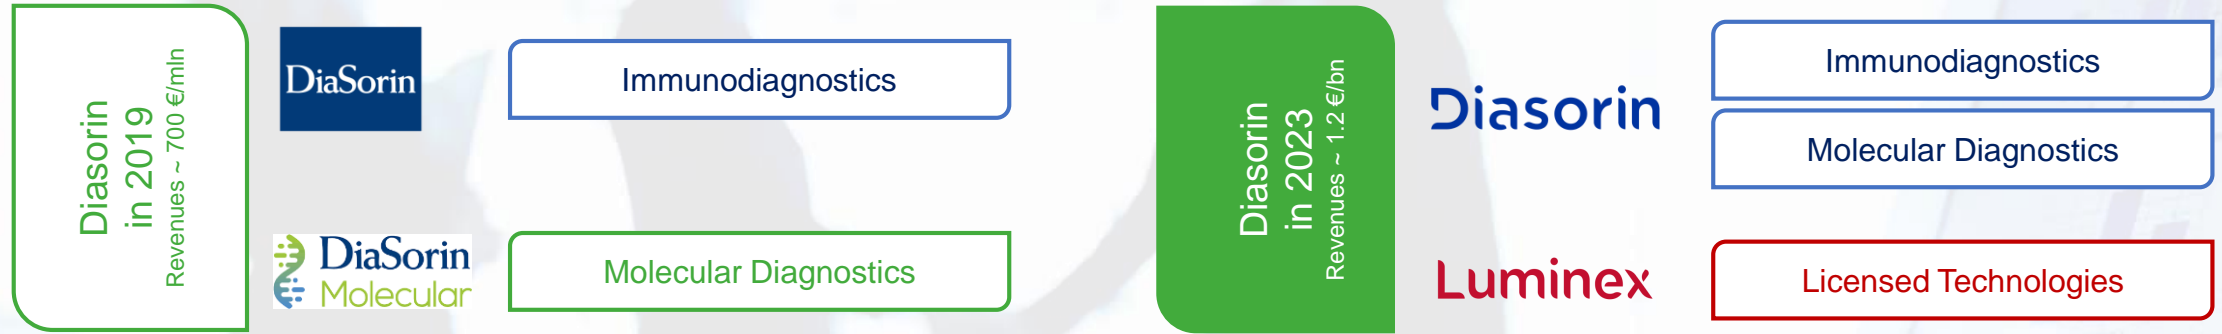 Diasorin
in 2019
Revenues ~ 700 €/mln
DiaSorin
Immunodiagnostics
DiaSorin
Molecular
Molecular Diagnostics
Diasorin
in 2023
Revenues ~ 1.2 €/bn
Diasorin
Immunodiagnostics
Molecular Diagnostics
Luminex
Licensed Technologies